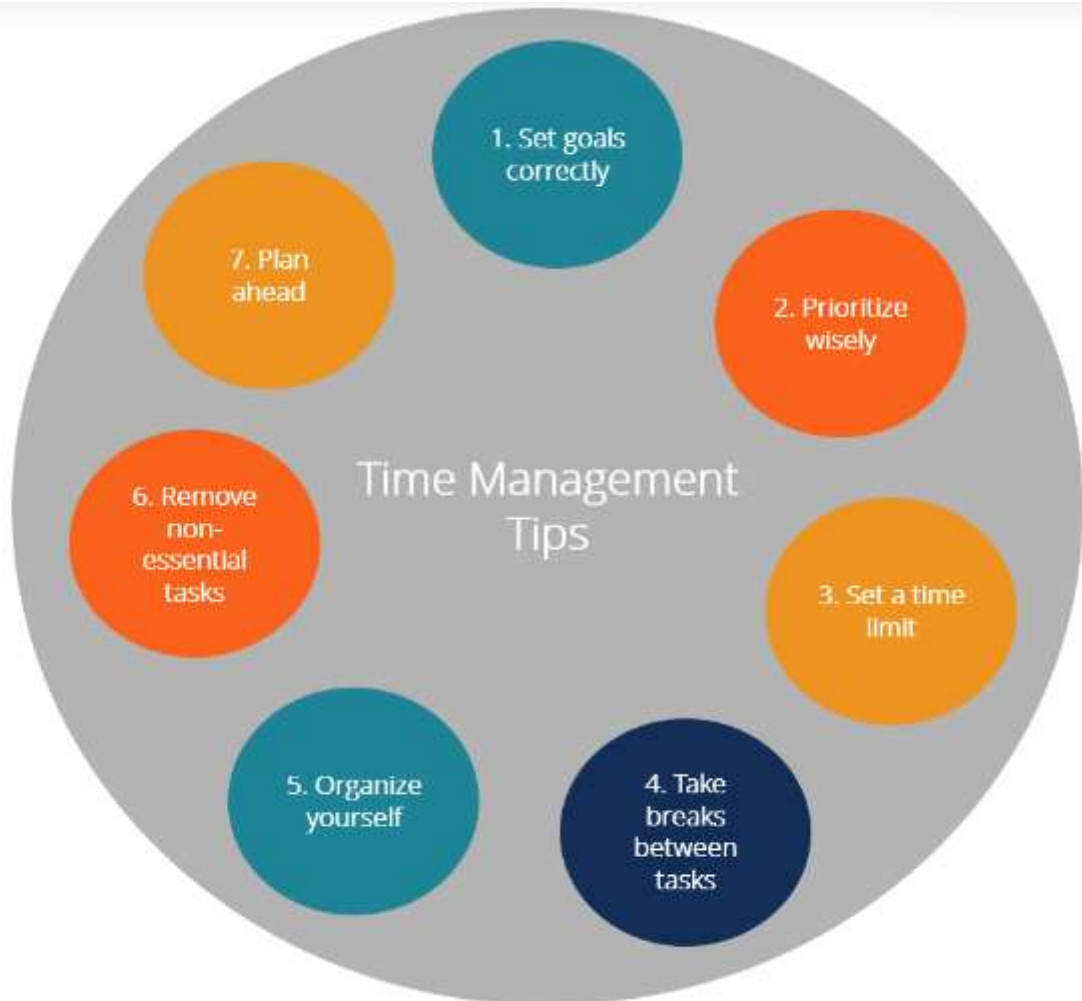 Time Management
Tips
1. Set goals
correctly
2. Prioritize
wisely
3. Set a time
limit
4. Take
breaks
between
tasks
5. Organize
yourself
6. Remove
non-
essential
tasks
7. Plan
ahead